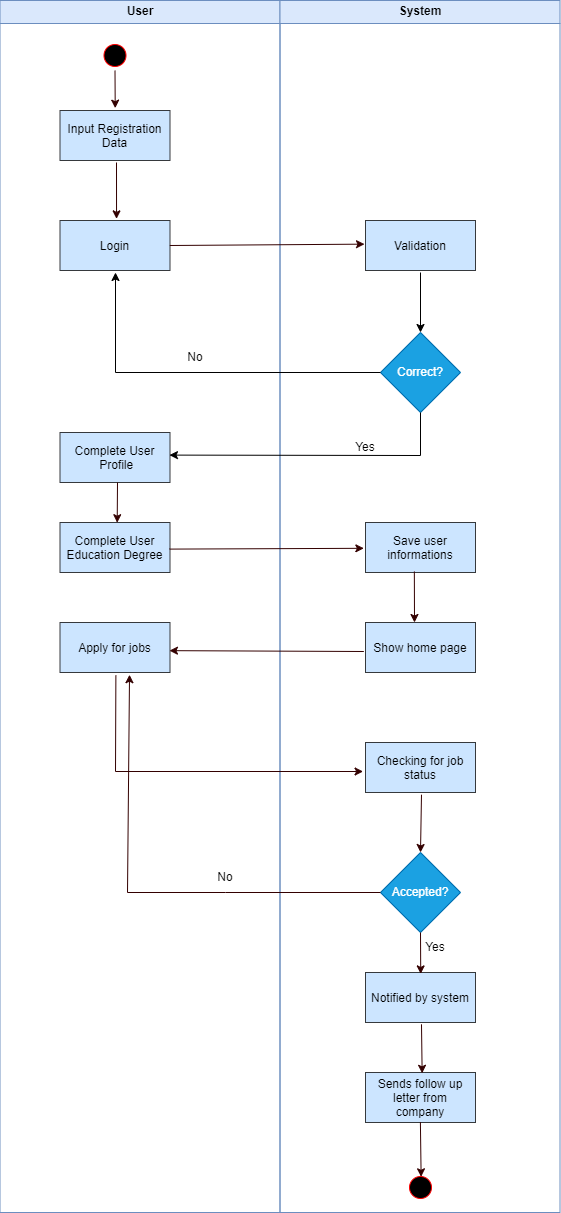 User
System
Input Registration
Data
Login
Validation
Correct?
No
Yes
Complete User
Profile
Complete User
Education Degree
Save user
informations
Apply for jobs
Show home page
Checking for job
status
Accepted?
No
Yes
Notified by system
Sends follow up
letter from
company